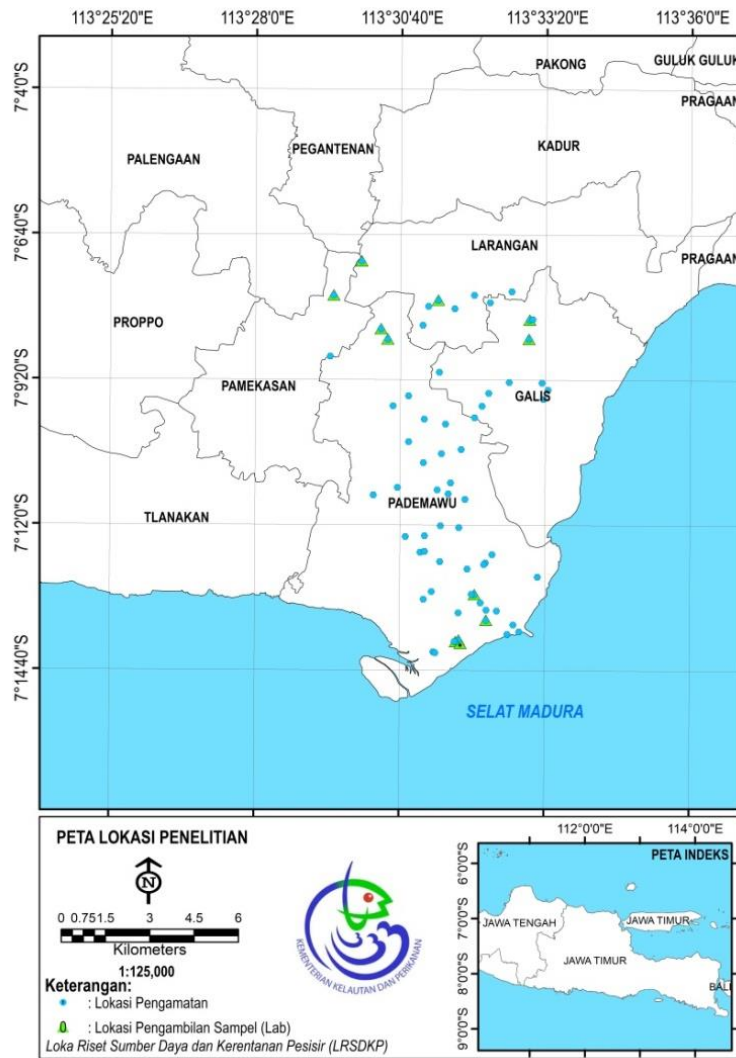 113°25'20"E 113°28'0"E 113°30'40"E 113°33'20"E 113°36'0"E
7°4'0"S
7°6'40"S
7°9'20"S
7°12'0"S
7°14'40"S
PAKONG
GULUK GULUK
PRAGAAN
PEGANTENAN
PALENGAAN
KADUR
LARANGAN
PRAGAAN
PROPPO
PAMEKASAN
GALIS
PADEMAWU
TLANAKAN
SELAT MADURA
PETA LOKASI PENELITIAN
N
0 0.751.5 3 4.5 6
Kilometers
1:125,000
Keterangan:
: Lokasi Pengamatan
: Lokasi Pengambilan Sampel (Lab)
Loka Riset Sumber Daya dan Kerentanan Pesisir (LRSDKP)
KEMENTERIAN KELAUTAN DAN PERIKANAN
112°0'0"E 114°0'0"E
PETA INDEKS
6°0'0"S
7°0'0"S
8°0'0"S
9°0'0"S
JAWA TENGAH
JAWA TIMUR
JAWA TIMUR
BALI